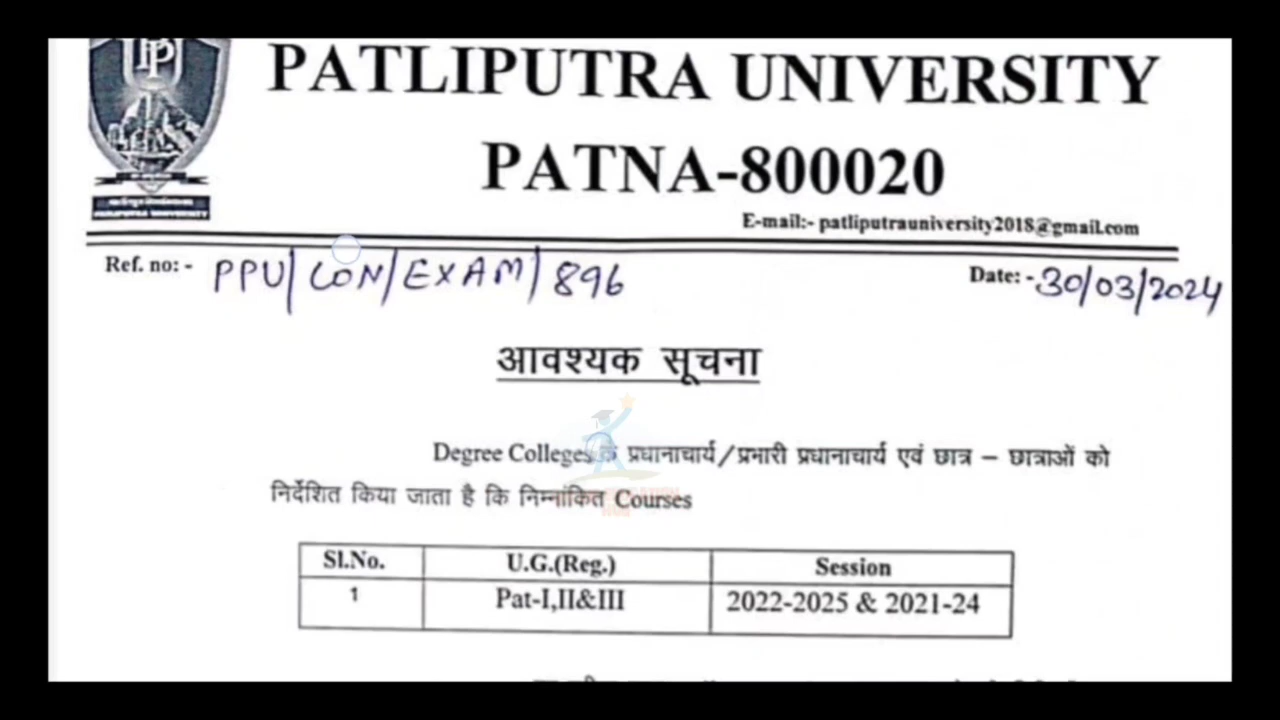 PATLIPUTRA UNIVERSITY
PATNA-800020
PATLIPUTRA UNIVERSITY
E-mail:- patliputrauniversity2018@gmail.com
Ref. no: - PPU/CON/EXAM/896
Date: - 30/03/2024
आवश्यक सूचना
Degree Colleges के प्रधानाचार्य/प्रभारी प्रधानाचार्य एवं छात्र – छात्राओं को
निर्देशित किया जाता है कि निम्नांकित Courses
Sl.No. U.G.(Reg.) Session
1 Pat-I,II&III 2022-2025 & 2021-24